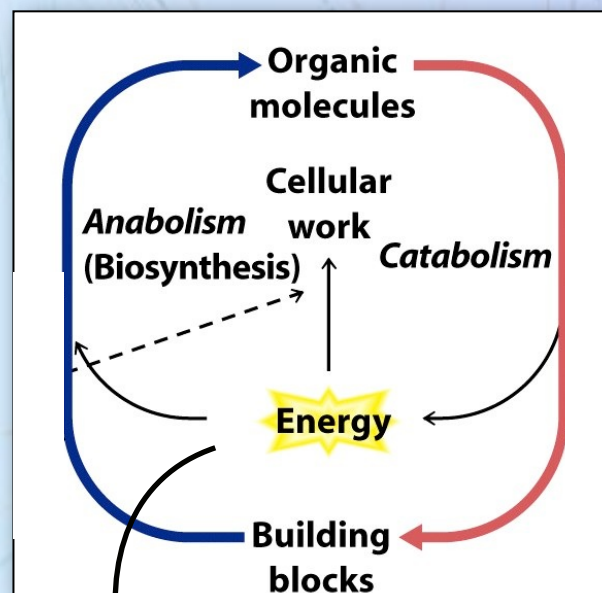 Organic
molecules
Cellular
work
Anabolism
(Biosynthesis)
Catabolism
Energy
Building
blocks